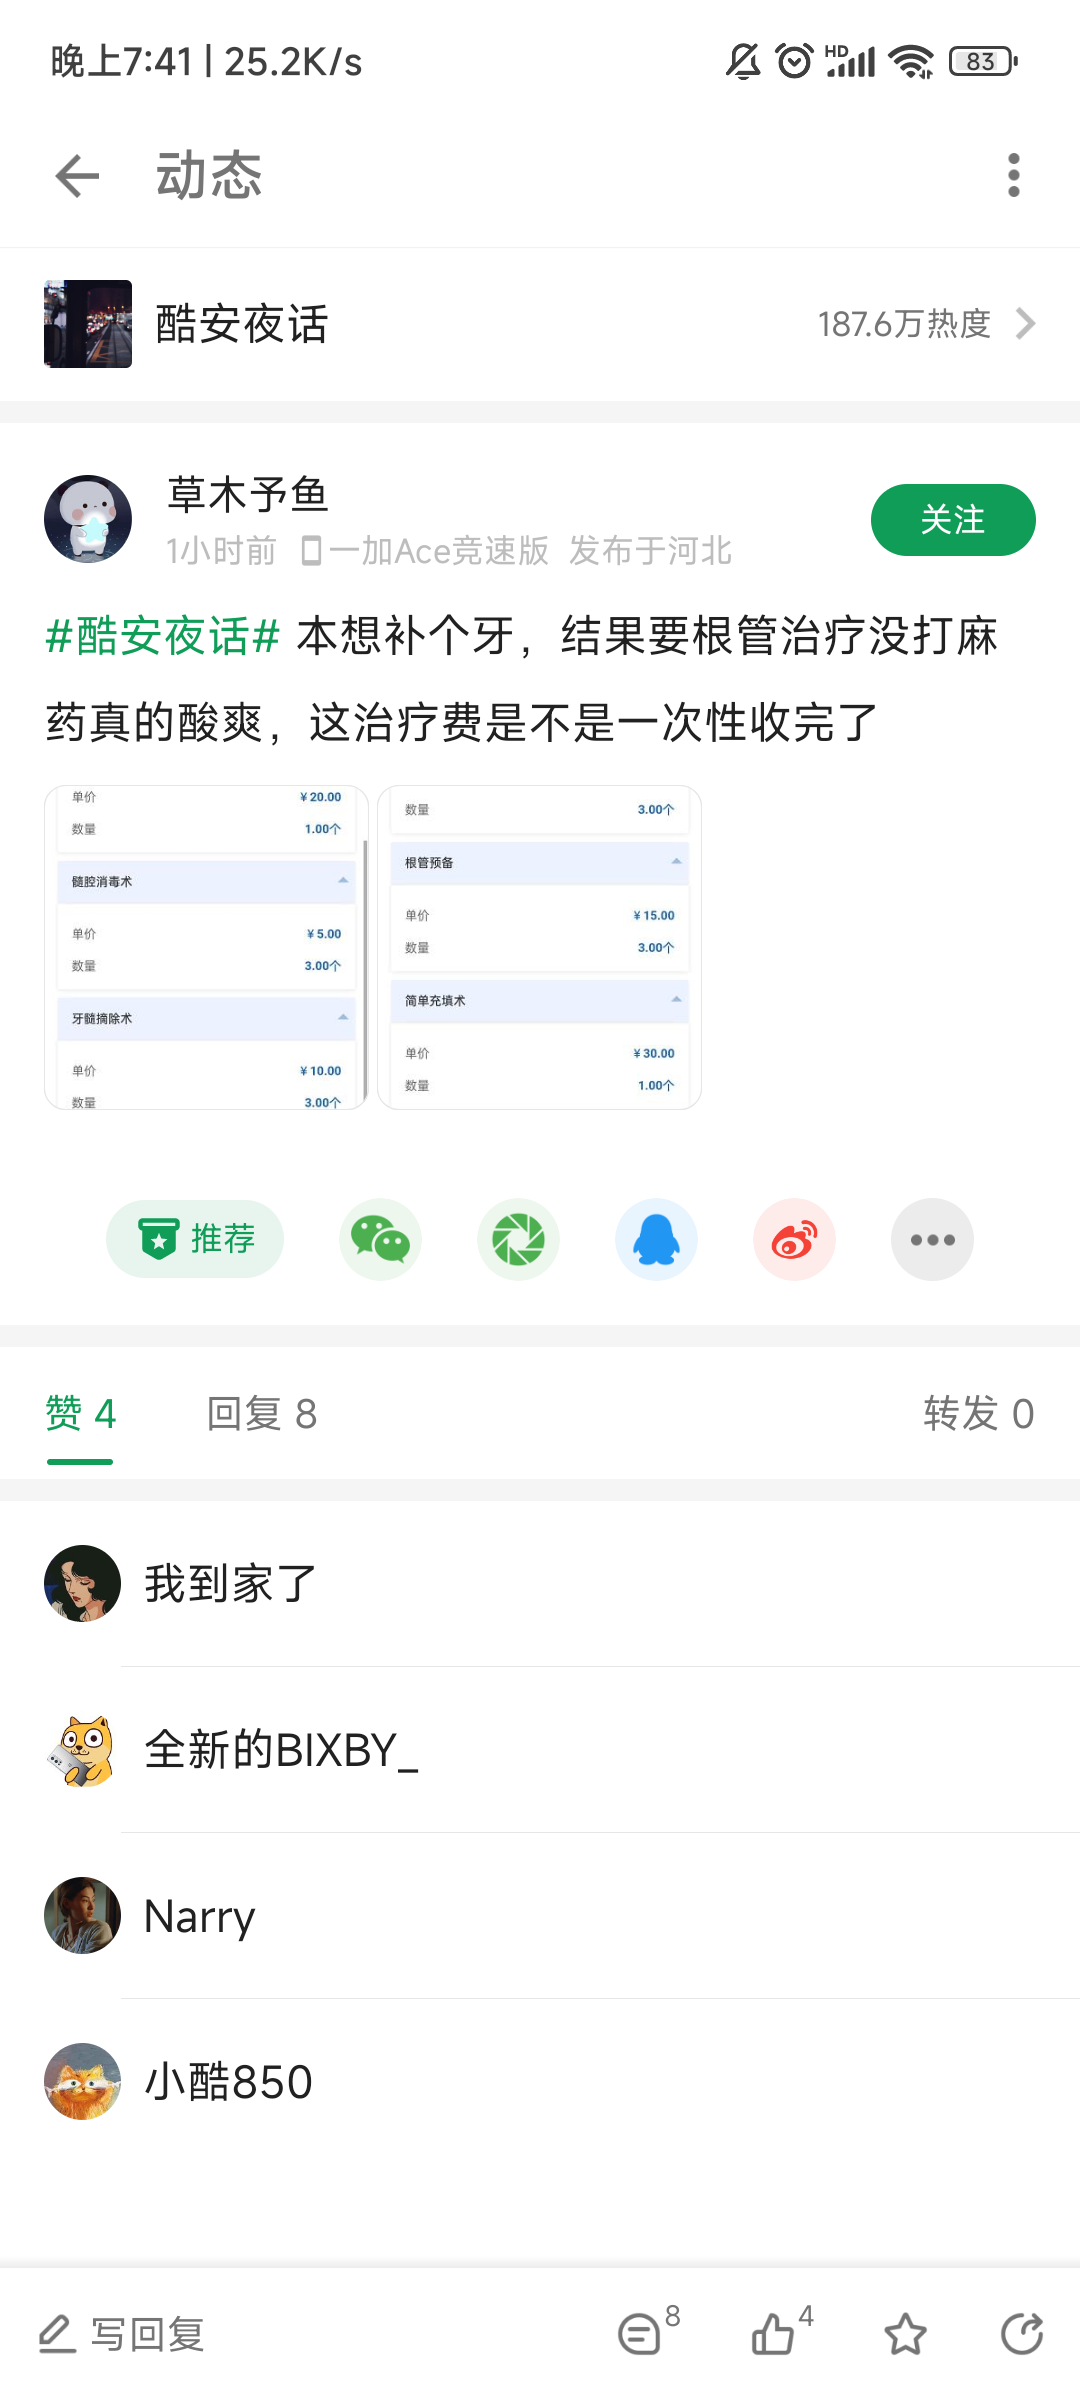 晚上7:41 | 25.2K/s
HD
83
动态
酷安夜话
187.6万热度
草木予鱼
关注
1小时前 一加Ace竞速版 发布于河北
#酷安夜话# 本想补个牙，结果要根管治疗没打麻
药真的酸爽，这治疗费是不是一次性收完了
单价 ¥20.00
数量 1.00个
髓腔消毒术
单价 ¥5.00
数量 3.00个
牙髓摘除术
单价 ¥10.00
数量 3.00个
数量 3.00个
根管预备
单价 ¥15.00
数量 3.00个
简单充填术
单价 ¥30.00
数量 1.00个
推荐
赞 4
回复 8
转发 0
我到家了
全新的BIXBY_
Narry
小酷850
写回复
8
4